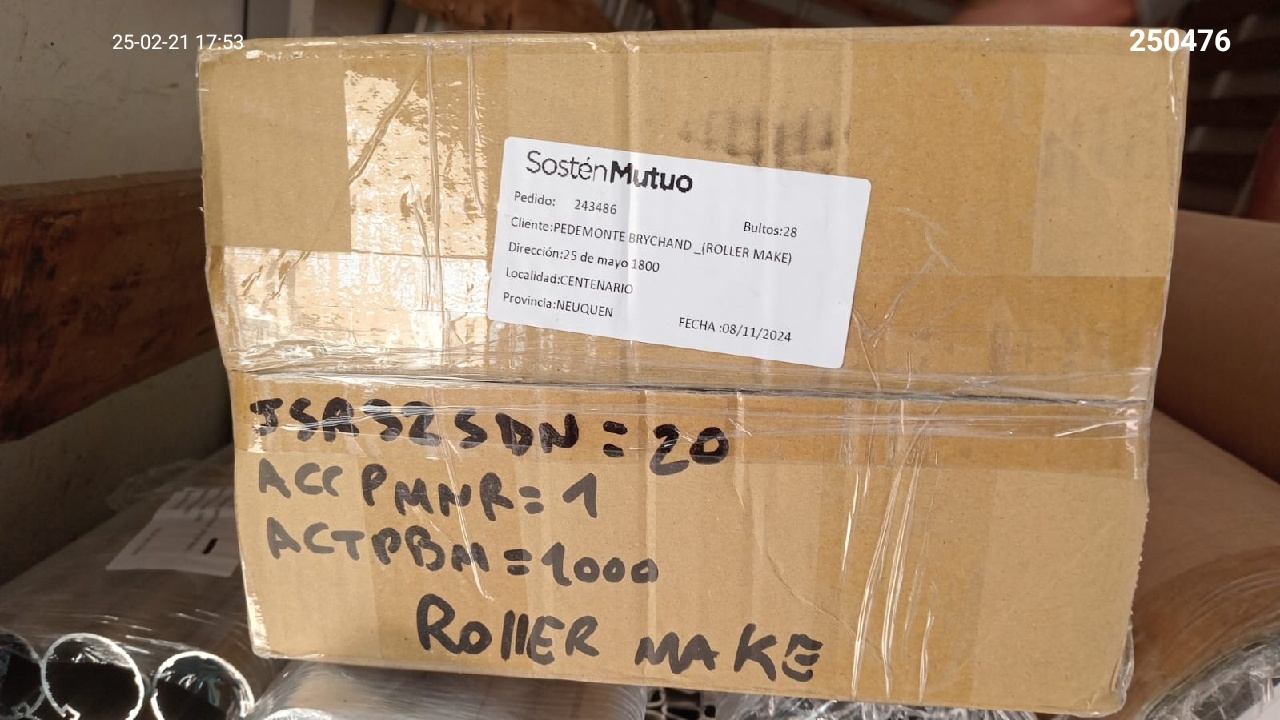 25-02-21 17:53
250476
SosténMutuo
Pedido: 243486
Bultos:28
Cliente:PEDEMONTE BRYCHAND _(ROLLER MAKE)
Dirección:25 de mayo 1800
Localidad:CENTENARIO
Provincia:NEUQUEN
FECHA :08/11/2024
JSA32SDN = 20
ACCPMNR = 1
ACTPBM = 1000
RollER MAKE